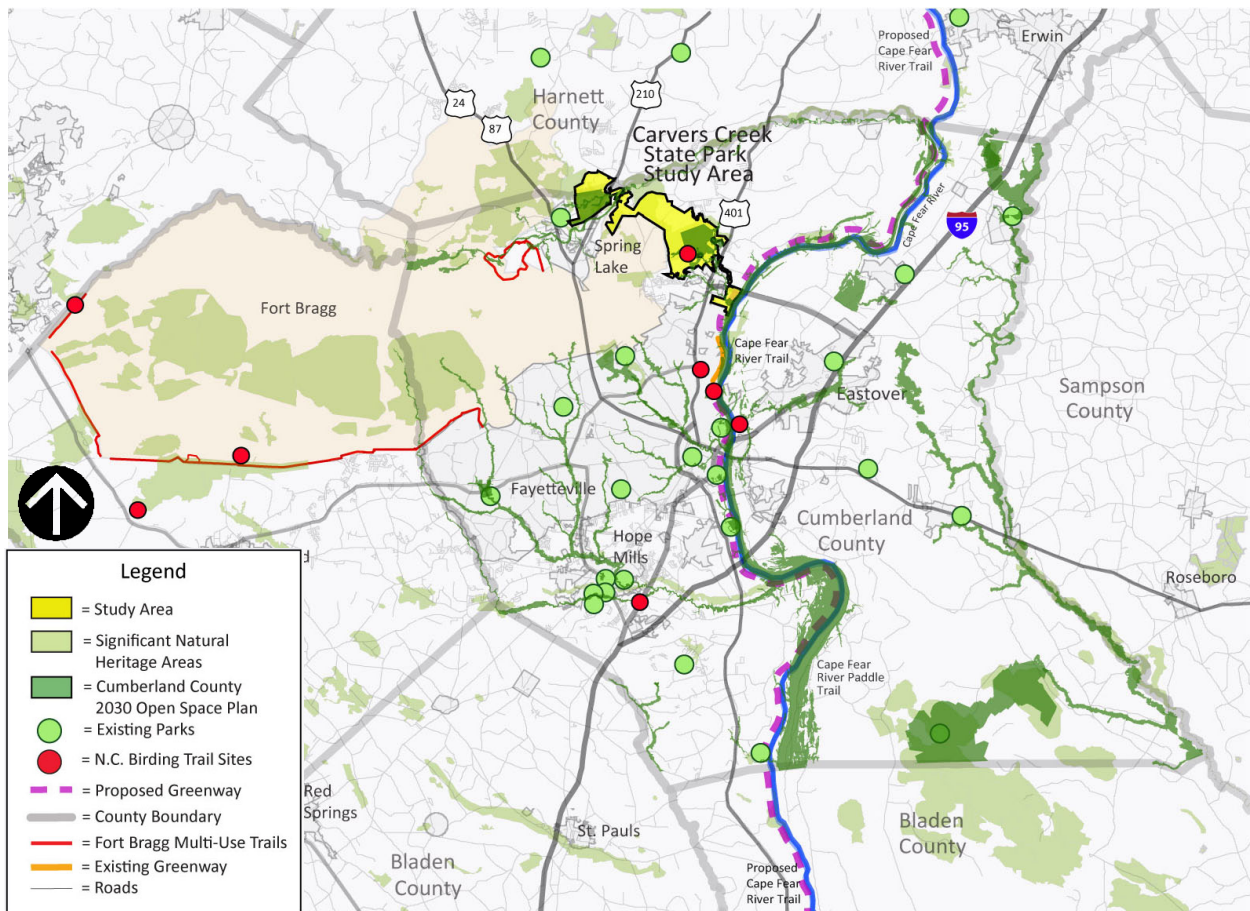 Proposed
Cape Fear
River Trail
Erwin
24
87
210
Harnett
County
Carvers Creek
State Park
Study Area
401
95
Cape Fear River
Spring
Lake
Fort Bragg
Cape Fear
River Trail
Eastover
Sampson
County
Fayetteville
Hope
Mills
Cumberland
County
Roseboro
Cape Fear
River Paddle
Trail
d
Red
Springs
St. Pauls
Bladen
County
Bladen
County
Proposed
Cape Fear
River Trail
Legend
= Study Area
= Significant Natural
Heritage Areas
= Cumberland County
2030 Open Space Plan
= Existing Parks
= N.C. Birding Trail Sites
= Proposed Greenway
= County Boundary
= Fort Bragg Multi-Use Trails
= Existing Greenway
= Roads